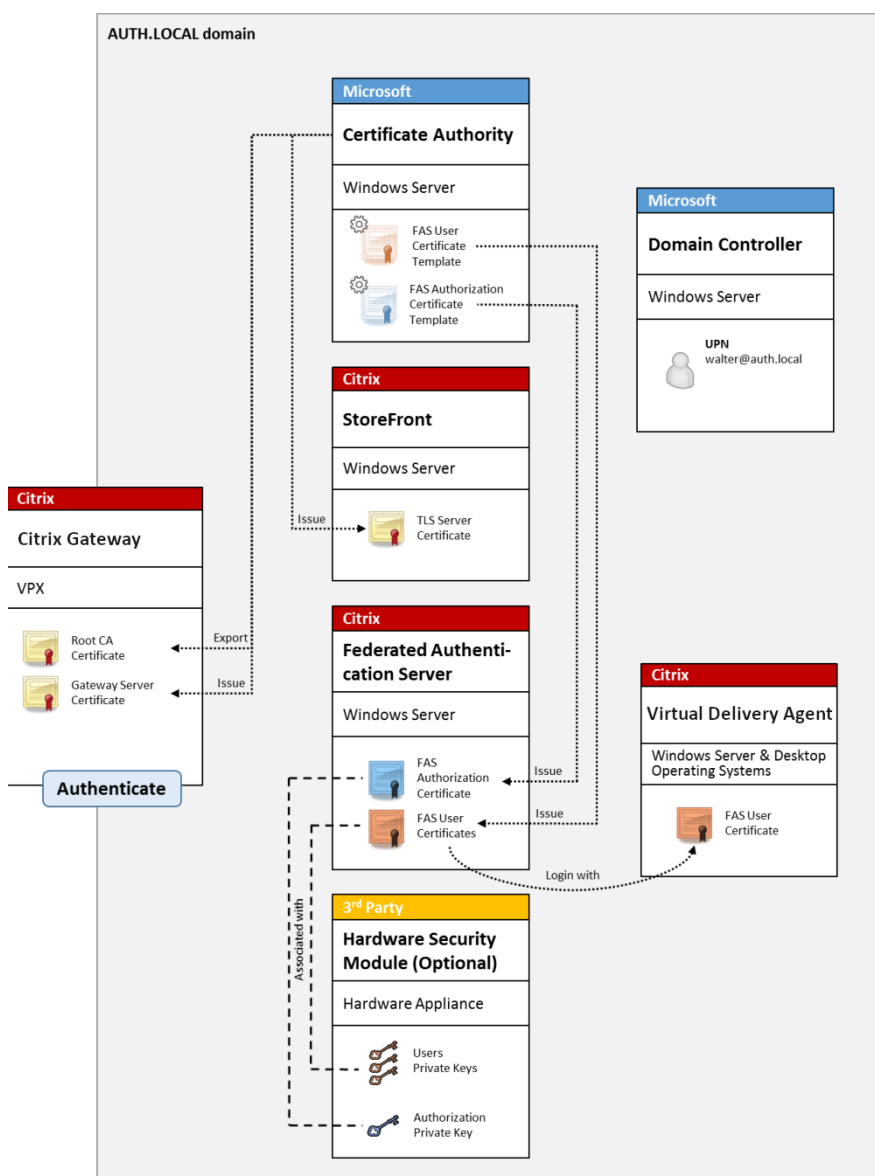 AUTH.LOCAL domain
Microsoft
Certificate Authority
Windows Server
FAS User
Certificate
Template
FAS Authorization
Certificate
Template
Microsoft
Domain Controller
Windows Server
UPN
walter@auth.local
Citrix
StoreFront
Windows Server
Issue
TLS Server
Certificate
Citrix
Citrix Gateway
VPX
Root CA
Certificate
Export
Gateway Server
Certificate
Issue
Authenticate
Citrix
Federated Authenti-
cation Server
Windows Server
FAS
Authorization
Certificate
Issue
FAS User
Certificates
Issue
Citrix
Virtual Delivery Agent
Windows Server & Desktop
Operating Systems
FAS User
Certificate
Login with
Associated with
3rd Party
Hardware Security
Module (Optional)
Hardware Appliance
Users
Private Keys
Authorization
Private Key